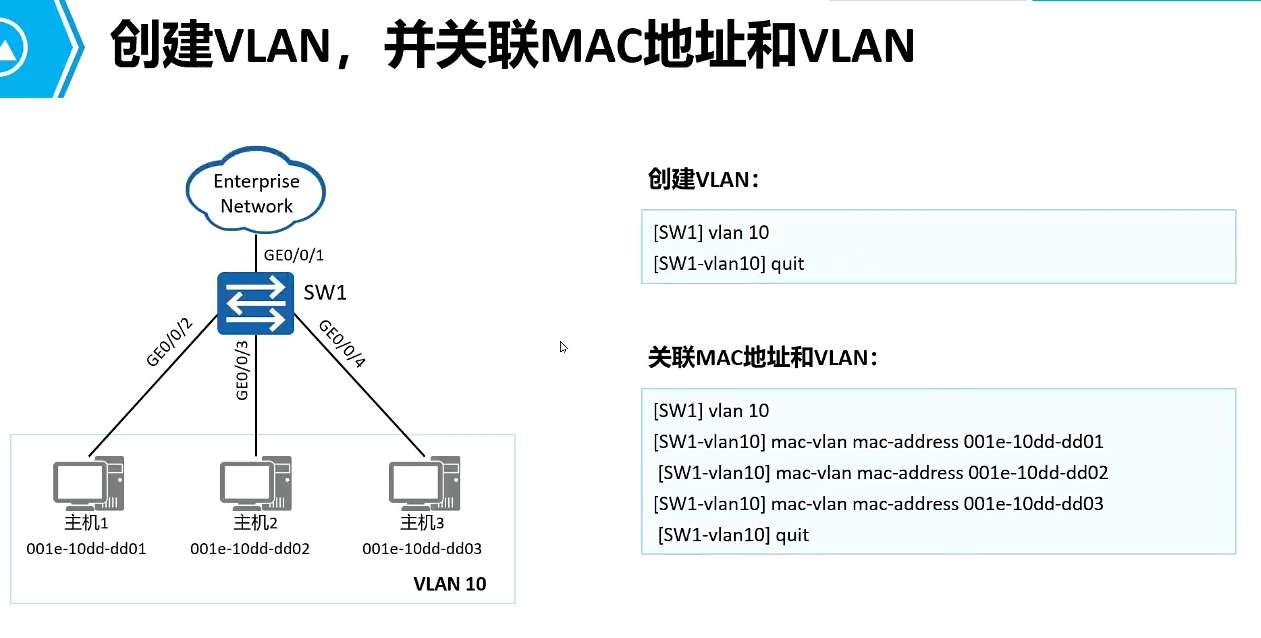 创建VLAN，并关联MAC地址和VLAN
Enterprise
Network
GE0/0/1
SW1
GE0/0/2
GE0/0/3
GE0/0/4
主机1
001e-10dd-dd01
主机2
001e-10dd-dd02
主机3
001e-10dd-dd03
VLAN 10
创建VLAN：
[SW1] vlan 10
[SW1-vlan10] quit
关联MAC地址和VLAN：
[SW1] vlan 10
[SW1-vlan10] mac-vlan mac-address 001e-10dd-dd01
[SW1-vlan10] mac-vlan mac-address 001e-10dd-dd02
[SW1-vlan10] mac-vlan mac-address 001e-10dd-dd03
[SW1-vlan10] quit